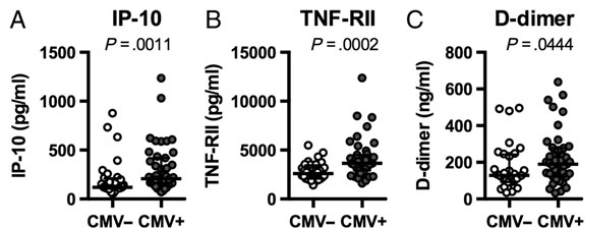 A IP-10
P = .0011
IP-10 (pg/ml)
1500
1000
500
0
CMV– CMV+
B TNF-RII
P = .0002
TNF-RII (pg/ml)
15000
10000
5000
0
CMV– CMV+
C D-dimer
P = .0444
D-dimer (ng/ml)
800
600
400
200
0
CMV– CMV+